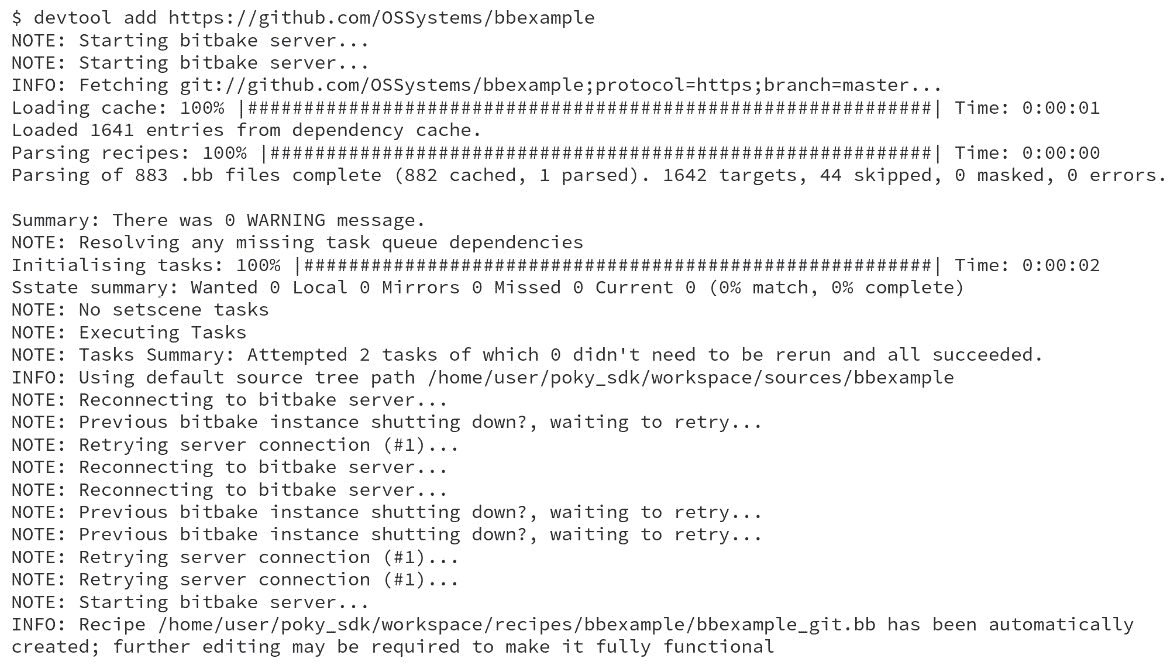 $ devtool add https://github.com/OSSystems/bbexample
NOTE: Starting bitbake server...
NOTE: Starting bitbake server...
INFO: Fetching git://github.com/OSSystems/bbexample;protocol=https;branch=master...
Loading cache: 100% |#############################################################| Time: 0:00:01
Loaded 1641 entries from dependency cache.
Parsing recipes: 100% |###########################################################| Time: 0:00:00
Parsing of 883 .bb files complete (882 cached, 1 parsed). 1642 targets, 44 skipped, 0 masked, 0 errors.

Summary: There was 0 WARNING message.
NOTE: Resolving any missing task queue dependencies
Initialising tasks: 100% |########################################################| Time: 0:00:02
Sstate summary: Wanted 0 Local 0 Mirrors 0 Missed 0 Current 0 (0% match, 0% complete)
NOTE: No setscene tasks
NOTE: Executing Tasks
NOTE: Tasks Summary: Attempted 2 tasks of which 0 didn't need to be rerun and all succeeded.
INFO: Using default source tree path /home/user/poky_sdk/workspace/sources/bbexample
NOTE: Reconnecting to bitbake server...
NOTE: Previous bitbake instance shutting down?, waiting to retry...
NOTE: Retrying server connection (#1)...
NOTE: Reconnecting to bitbake server...
NOTE: Reconnecting to bitbake server...
NOTE: Previous bitbake instance shutting down?, waiting to retry...
NOTE: Previous bitbake instance shutting down?, waiting to retry...
NOTE: Retrying server connection (#1)...
NOTE: Retrying server connection (#1)...
NOTE: Starting bitbake server...
INFO: Recipe /home/user/poky_sdk/workspace/recipes/bbexample/bbexample_git.bb has been automatically
created; further editing may be required to make it fully functional